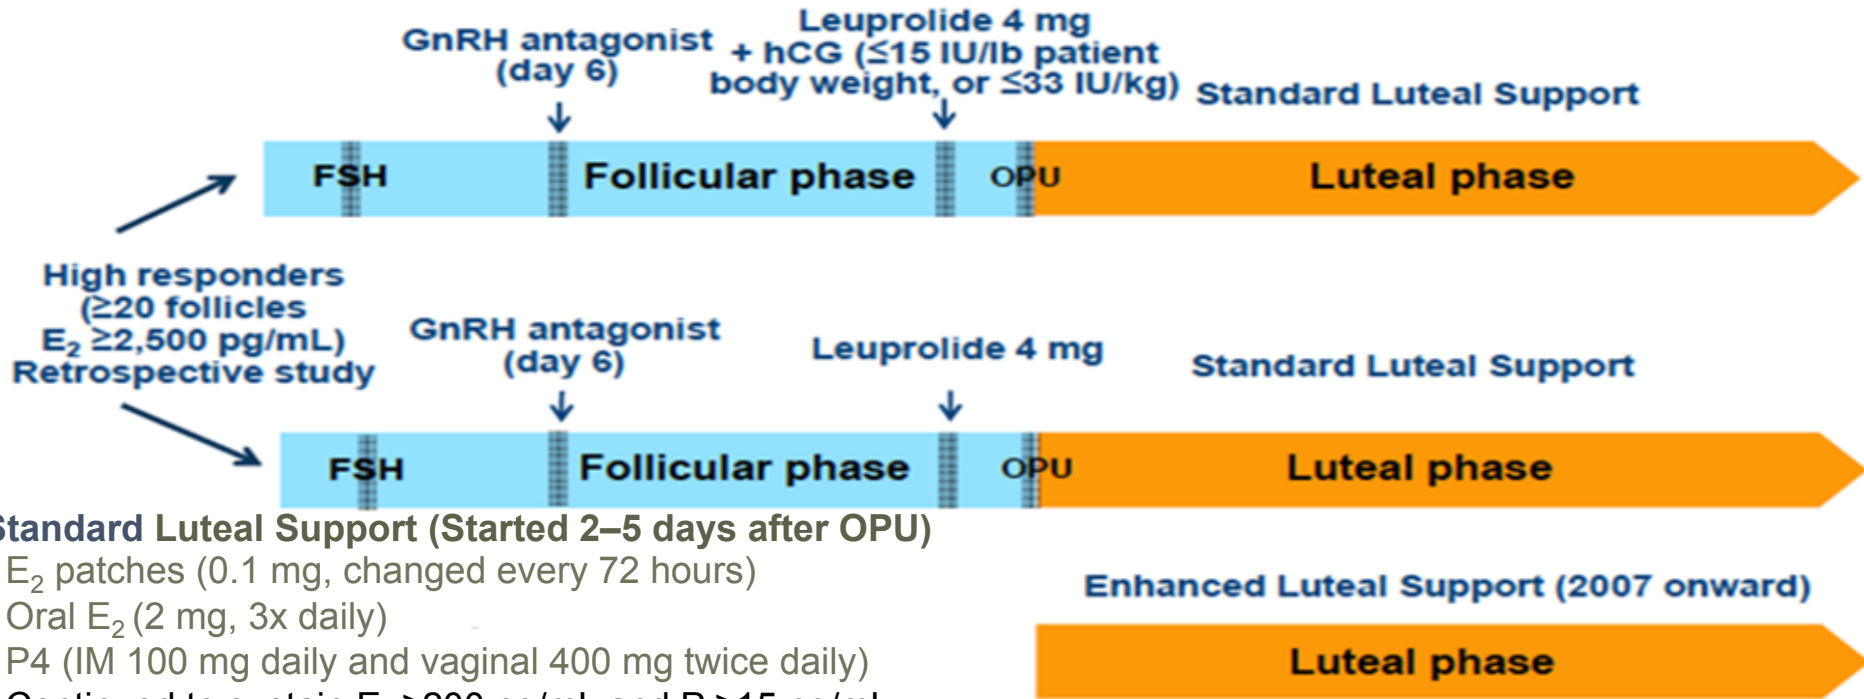 GnRH antagonist
(day 6)
Leuprolide 4 mg
+ hCG (≤15 IU/lb patient
body weight, or ≤33 IU/kg)
Standard Luteal Support
FSH
Follicular phase
OPU
Luteal phase
High responders
(≥20 follicles
E₂ ≥2,500 pg/mL)
Retrospective study
GnRH antagonist
(day 6)
Leuprolide 4 mg
Standard Luteal Support
FSH
Follicular phase
OPU
Luteal phase
Standard Luteal Support (Started 2–5 days after OPU)
E₂ patches (0.1 mg, changed every 72 hours)
Oral E₂ (2 mg, 3x daily)
P4 (IM 100 mg daily and vaginal 400 mg twice daily)
Enhanced Luteal Support (2007 onward)
Luteal phase